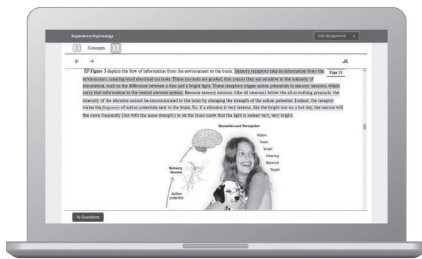 Experience Psychology
Exit Assignment
Concepts
Figure 3 depicts the flow of information from the environment to the brain. Sensory receptors take in information from the
Page 52
environment, creating local electrical currents. These currents are graded; that means they are sensitive to the intensity of
stimulation, such as the difference between a dim and a bright light. These receptors trigger action potentials in sensory neurons, which
carry that information to the central nervous system. Because sensory neurons (like all neurons) follow the all-or-nothing principle, the
intensity of the stimulus cannot be communicated to the brain by changing the strength of the action potential. Instead, the receptor
varies the frequency of action potentials sent to the brain. So, if a stimulus is very intense, like the bright sun on a hot day, the neuron will
fire more frequently (but with the same strength) to let the brain know that the light is indeed very, very bright.
Sensation and Perception
Vision
Taste
Smell
Hearing
Balance
Touch
Sensory
Neurons
Action
potential
To Questions